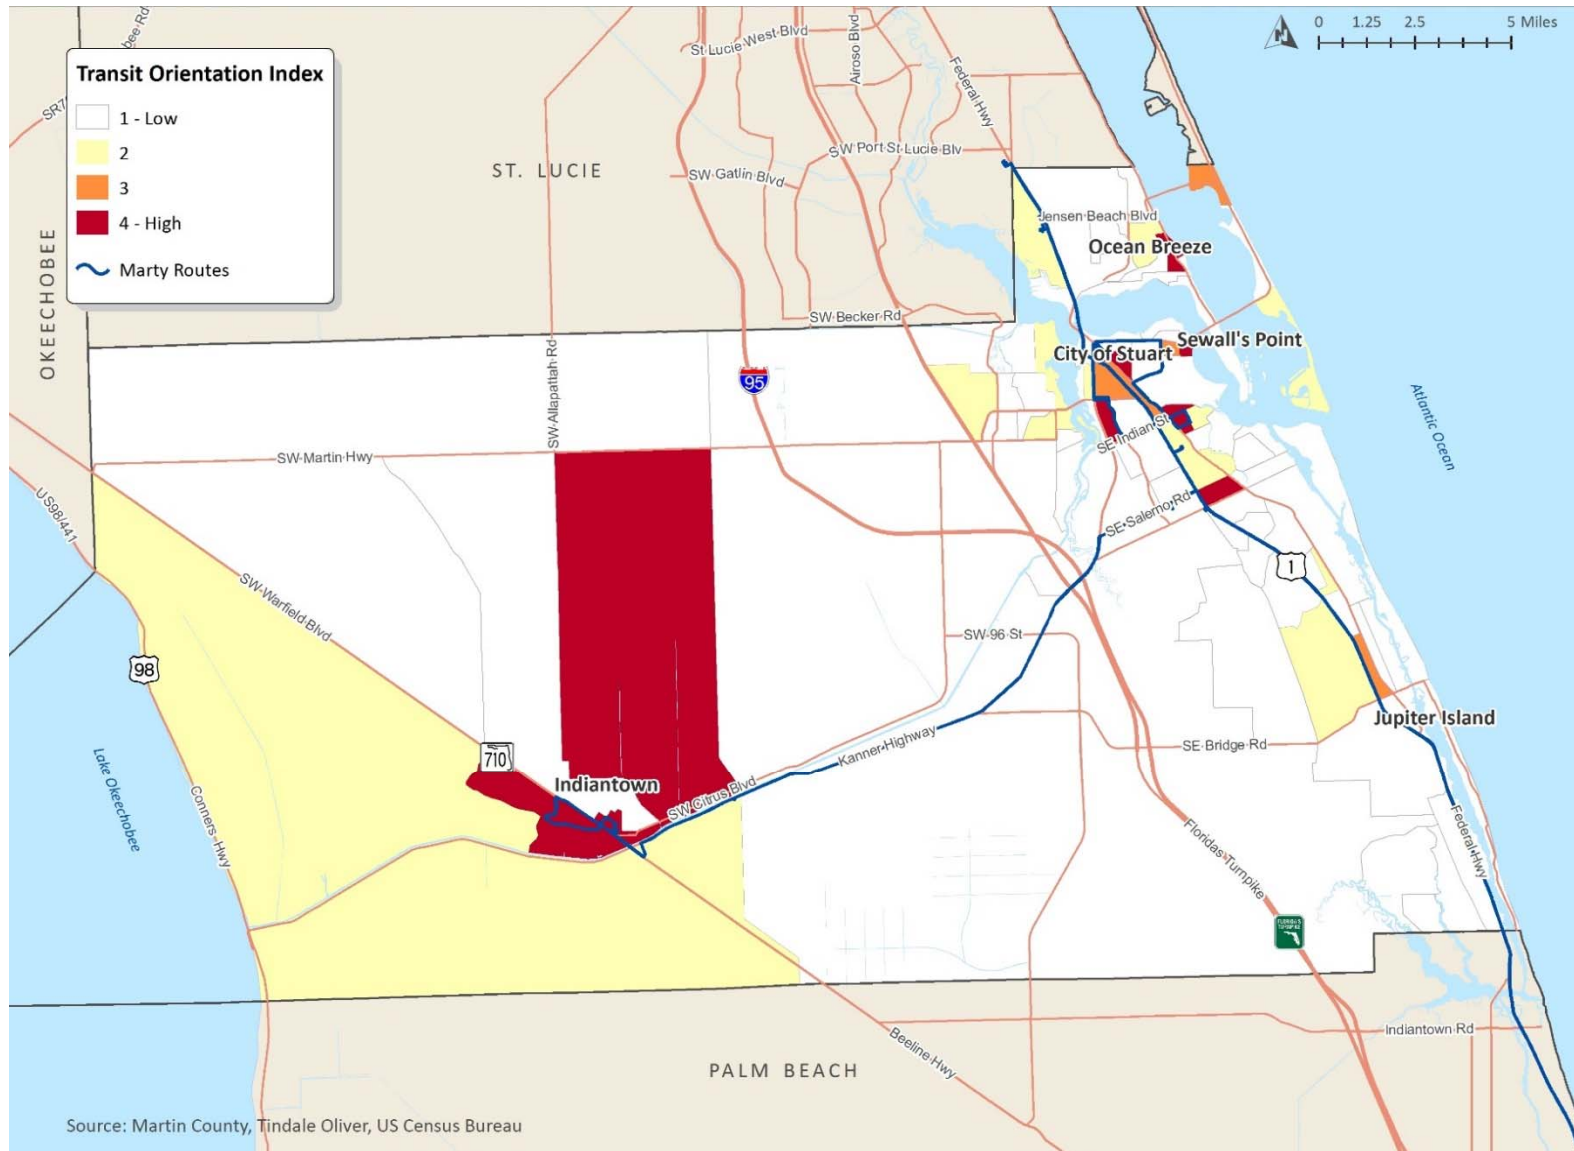 Transit Orientation Index
1 - Low
2
3
4 - High
Marty Routes
0 1.25 2.5 5 Miles
N
bee Rd
SR7
St Lucie West Blvd
Airoso Blvd
Federal Hwy
ST. LUCIE
SW Port St Lucie Blv
SW Gatlin Blvd
OKEECHOBEE
Jensen Beach Blvd
Ocean Breeze
SW Becker Rd
Sewall's Point
City of Stuart
SW Allapattah Rd
95
Atlantic Ocean
SE Indian St
SW Martin Hwy
US98/441
SE Salerno Rd
1
SW Warfield Blvd
SW 96 St
98
Jupiter Island
710
Kanner Highway
SE Bridge Rd
Indiantown
SW Citrus Blvd
Lake Okeechobee
Conners Hwy
Floridas Turnpike
Federal Hwy
Beeline Hwy
Indiantown Rd
PALM BEACH
Source: Martin County, Tindale Oliver, US Census Bureau